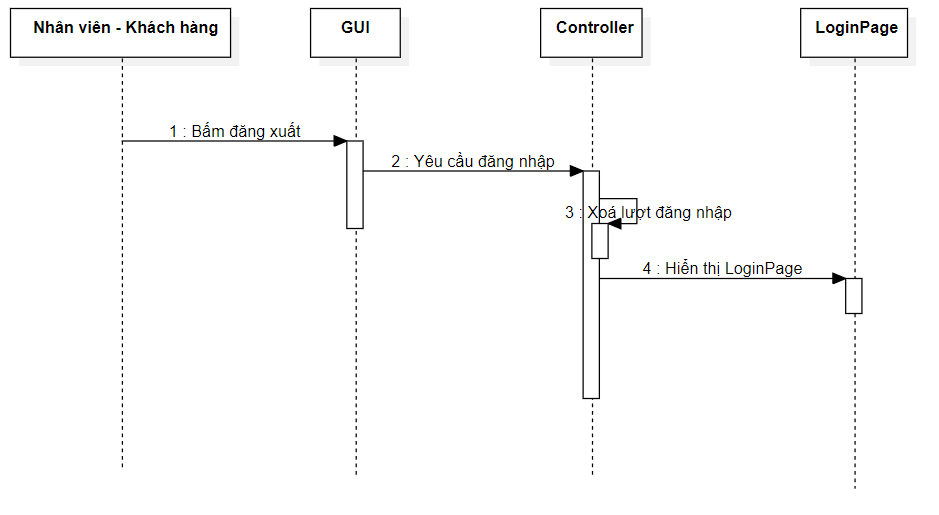 Nhân viên - Khách hàng
GUI
Controller
LoginPage
1 : Bấm đăng xuất
2 : Yêu cầu đăng nhập
3 : Xoá lượt đăng nhập
4 : Hiển thị LoginPage